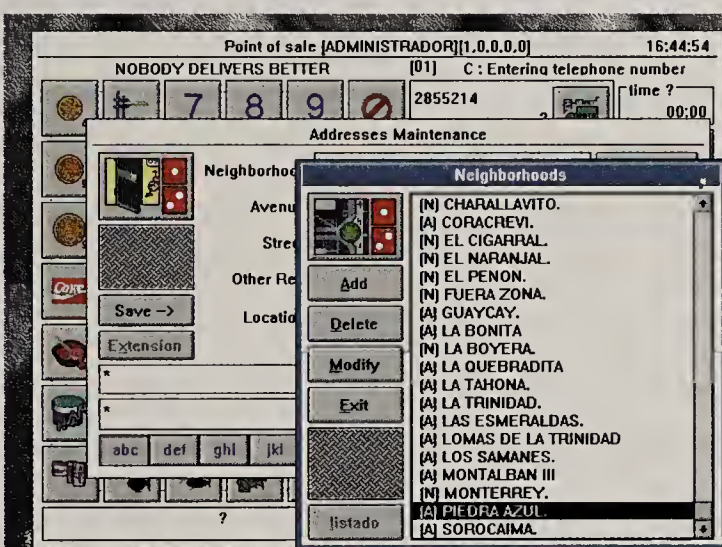 Point of sale [ADMINISTRADOR][1.0.0.0.0] 16:44:54
NOBODY DELIVERS BETTER [01] C : Entering telephone number
7 8 9 2855214 ? time ? 00:00
Addresses Maintenance
Neighborhoods
Avenu
Stree
Other Re
Locatio
Save ->
Extension
*
*
abc def ghi jkl
?
Coke
Neighborhoods
Add
Delete
Modify
Exit
listado
[N] CHARALLAVITO.
[A] CORACREVI.
[N] EL CIGARRAL.
[N] EL NARANJAL.
[N] EL PENON.
[N] FUERA ZONA.
[A] GUAYCAY.
[A] LA BONITA
[N] LA BOYERA.
[A] LA QUEBRADITA
[A] LA TAHONA.
[A] LA TRINIDAD.
[A] LAS ESMERALDAS.
[A] LOMAS DE LA TRINIDAD
[A] LOS SAMANES.
[A] MONTALBAN III
[N] MONTERREY.
[A] PIEDRA AZUL.
[A] SOROCAIMA.